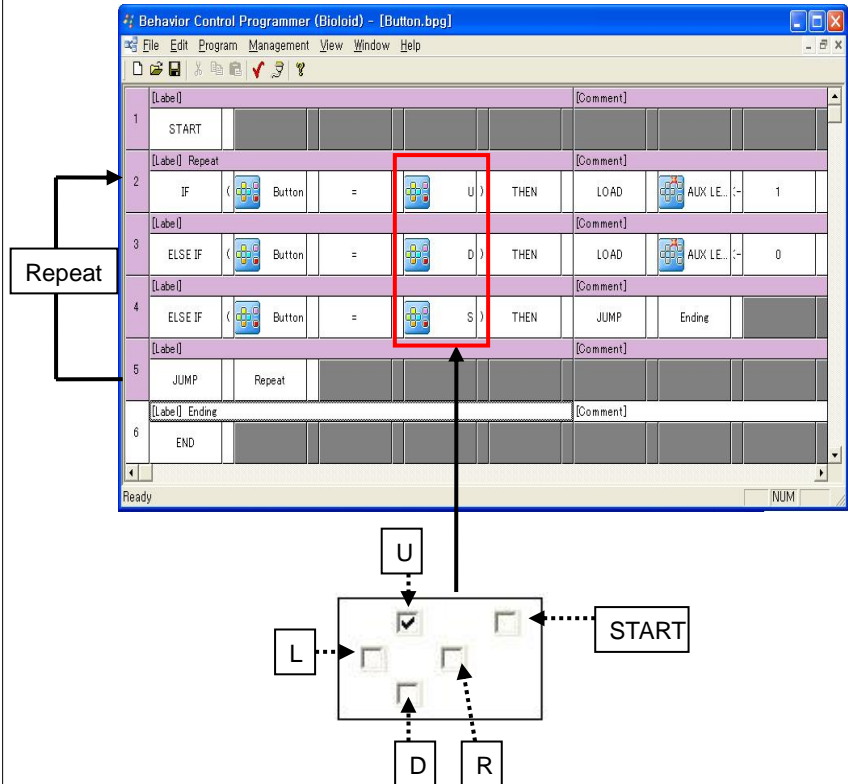 Behavior Control Programmer (Bioloid) - [Button.bpg]
File Edit Program Management View Window Help
[Label] [Comment]
1 START
[Label] Repeat [Comment]
2 IF ( Button = U ) THEN LOAD AUX LE... <- 1
[Label] [Comment]
3 ELSE IF ( Button = D ) THEN LOAD AUX LE... <- 0
[Label] [Comment]
4 ELSE IF ( Button = S ) THEN JUMP Ending
[Label] [Comment]
5 JUMP Repeat
[Label] Ending [Comment]
6 END
Ready NUM
Repeat
U
START
L
D R